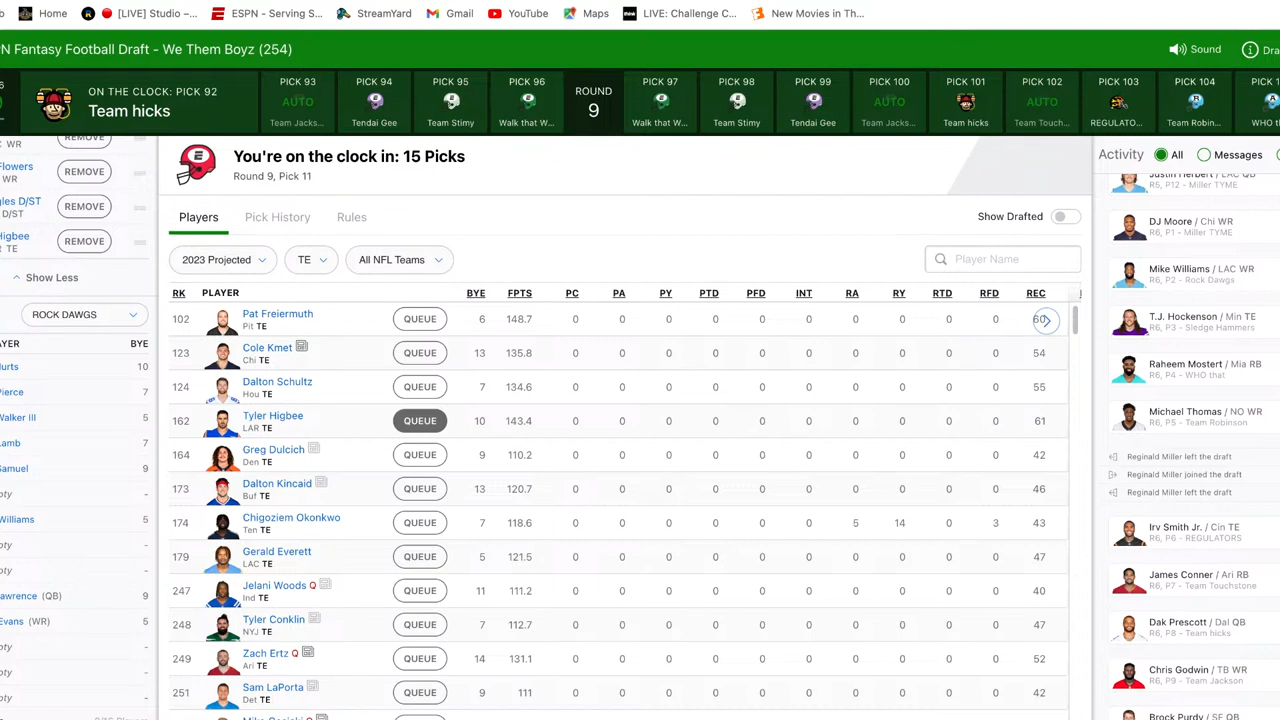 Home
[LIVE] Studio –...
ESPN - Serving S...
StreamYard
Gmail
YouTube
Maps
LIVE: Challenge C...
New Movies in Th...
N Fantasy Football Draft - We Them Boyz (254)
Sound
Dra
ON THE CLOCK: PICK 92
Team hicks
PICK 93
AUTO
Team Jacks...
PICK 94
Tendai Gee
PICK 95
Team Stimy
PICK 96
Walk that W...
ROUND
9
PICK 97
Walk that W...
PICK 98
Team Stimy
PICK 99
Tendai Gee
PICK 100
AUTO
Team Jacks...
PICK 101
Team hicks
PICK 102
AUTO
Team Touch...
PICK 103
REGULATO...
PICK 104
Team Robin...
PICK 1
WHO t
WR
REMOVE
Flowers
WR
REMOVE
les D/ST
D/ST
REMOVE
Higbee
TE
REMOVE
Show Less
ROCK DAWGS
AYER BYE
Hurts 10
Pierce 7
Walker III 5
Lamb 7
Samuel 9
pty -
Williams 5
pty -
pty -
awrence (QB) 9
Evans (WR) 5
pty -
pty -
pty -
You're on the clock in: 15 Picks
Round 9, Pick 11
Players Pick History Rules
Show Drafted
2023 Projected TE All NFL Teams
Player Name
RK PLAYER BYE FPTS PC PA PY PTD PFD INT RA RY RTD RFD REC
102 Pat Freiermuth QUEUE 6 148.7 0 0 0 0 0 0 0 0 0 0 60
Pit TE
123 Cole Kmet QUEUE 13 135.8 0 0 0 0 0 0 0 0 0 0 54
Chi TE
124 Dalton Schultz QUEUE 7 134.6 0 0 0 0 0 0 0 0 0 0 55
Hou TE
162 Tyler Higbee QUEUE 10 143.4 0 0 0 0 0 0 0 0 0 0 61
LAR TE
164 Greg Dulcich QUEUE 9 110.2 0 0 0 0 0 0 0 0 0 0 42
Den TE
173 Dalton Kincaid QUEUE 13 120.7 0 0 0 0 0 0 0 0 0 0 46
Buf TE
174 Chigoziem Okonkwo QUEUE 7 118.6 0 0 0 0 0 0 5 14 0 3 43
Ten TE
179 Gerald Everett QUEUE 5 121.5 0 0 0 0 0 0 0 0 0 0 47
LAC TE
247 Jelani Woods Q QUEUE 11 111.2 0 0 0 0 0 0 0 0 0 0 40
Ind TE
248 Tyler Conklin QUEUE 7 112.7 0 0 0 0 0 0 0 0 0 0 47
NYJ TE
249 Zach Ertz Q QUEUE 14 131.1 0 0 0 0 0 0 0 0 0 0 52
Ari TE
251 Sam LaPorta QUEUE 9 111 0 0 0 0 0 0 0 0 0 0 42
Det TE
Activity All Messages
Justin Herbert / LAC QB
R5, P12 - Miller TYME
DJ Moore / Chi WR
R6, P1 - Miller TYME
Mike Williams / LAC WR
R6, P2 - Rock Dawgs
T.J. Hockenson / Min TE
R6, P3 - Sledge Hammers
Raheem Mostert / Mia RB
R6, P4 - WHO that
Michael Thomas / NO WR
R6, P5 - Team Robinson
Reginald Miller left the draft
Reginald Miller joined the draft
Reginald Miller left the draft
Irv Smith Jr. / Cin TE
R6, P6 - REGULATORS
James Conner / Ari RB
R6, P7 - Team Touchstone
Dak Prescott / Dal QB
R6, P8 - Team hicks
Chris Godwin / TB WR
R6, P9 - Team Jackson
Brock Purdy / SF QB